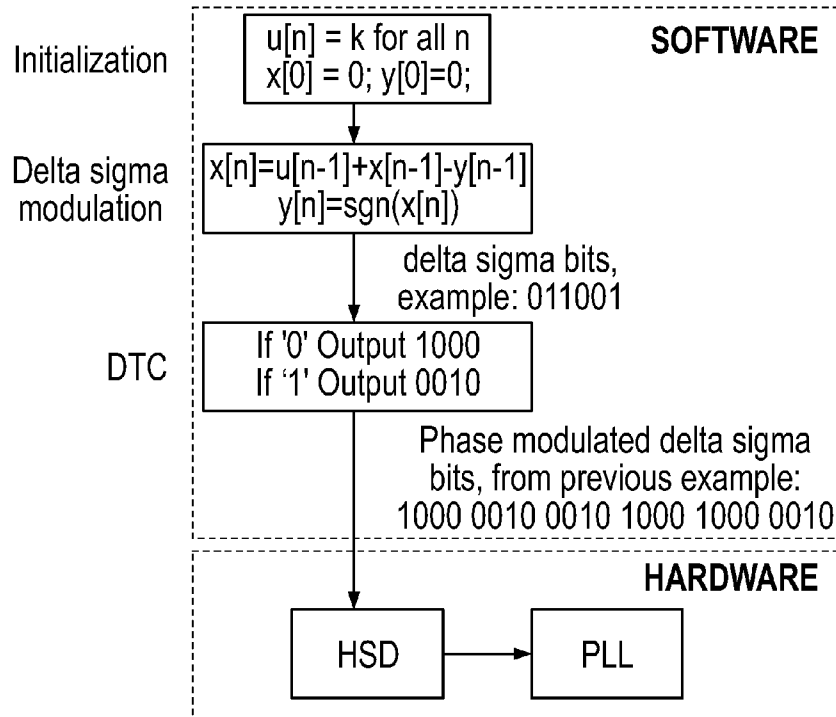 SOFTWARE
Initialization
u[n] = k for all n
x[0] = 0; y[0]=0;
Delta sigma
modulation
x[n]=u[n-1]+x[n-1]-y[n-1]
y[n]=sgn(x[n])
delta sigma bits,
example: 011001
DTC
If '0' Output 1000
If ‘1' Output 0010
Phase modulated delta sigma
bits, from previous example:
1000 0010 0010 1000 1000 0010
HARDWARE
HSD
PLL